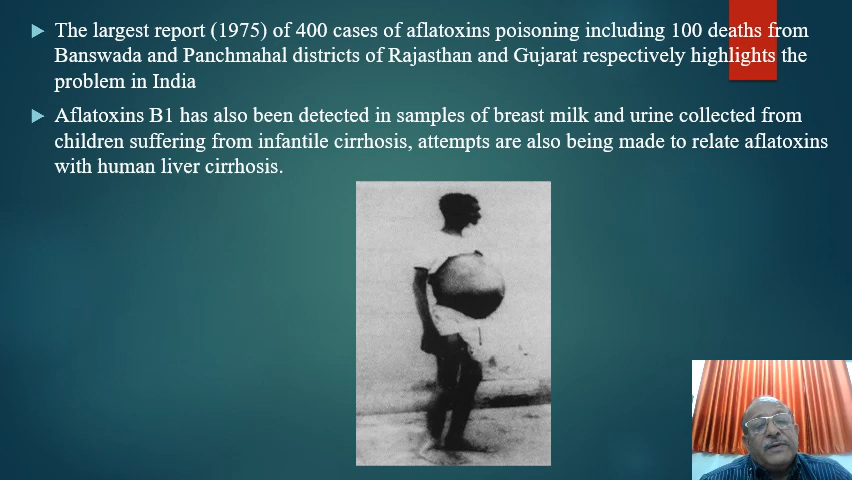 The largest report (1975) of 400 cases of aflatoxins poisoning including 100 deaths from
Banswada and Panchmahal districts of Rajasthan and Gujarat respectively highlights the
problem in India
Aflatoxins B1 has also been detected in samples of breast milk and urine collected from
children suffering from infantile cirrhosis, attempts are also being made to relate aflatoxins
with human liver cirrhosis.